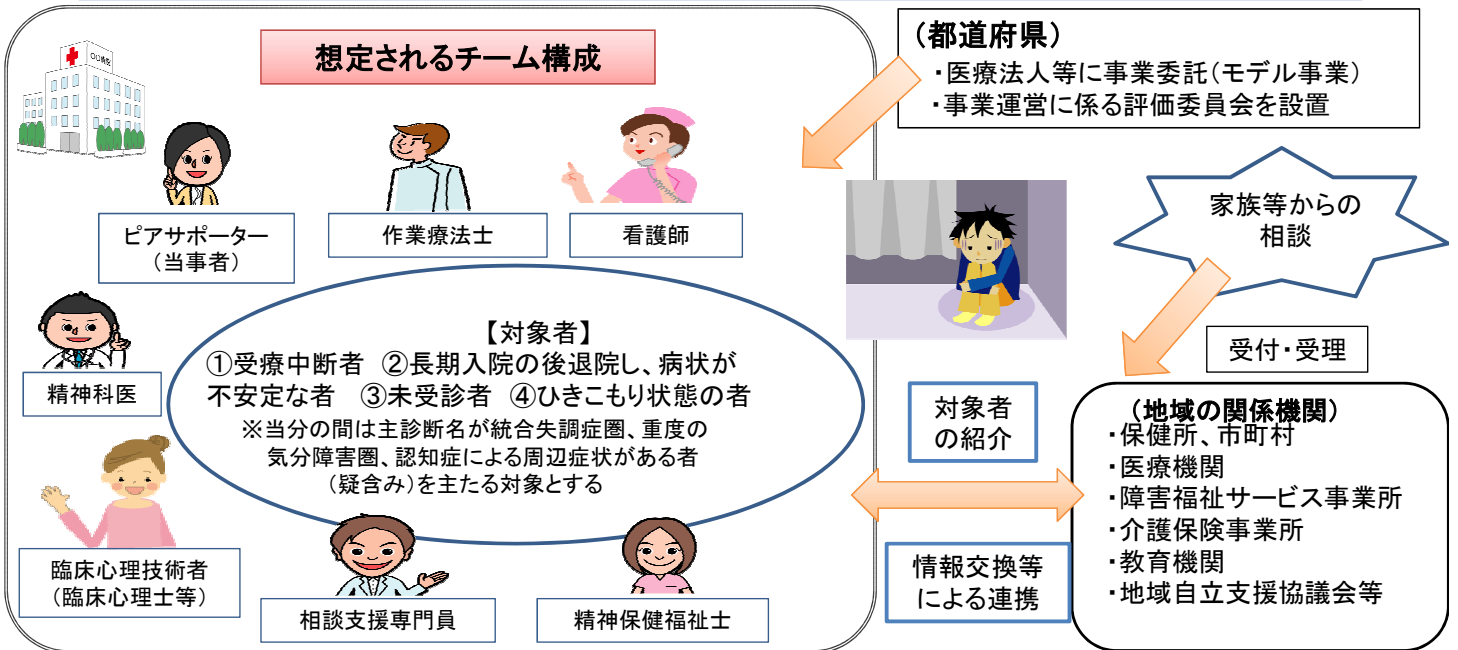 想定されるチーム構成
○○病院
ピアサポーター
(当事者)
作業療法士
看護師
精神科医
【対象者】
①受療中断者 ②長期入院の後退院し、病状が
不安定な者 ③未受診者 ④ひきこもり状態の者
※当分の間は主診断名が統合失調症圏、重度の
気分障害圏、認知症による周辺症状がある者
(疑含み)を主たる対象とする
臨床心理技術者
(臨床心理士等)
相談支援専門員
精神保健福祉士
(都道府県)
・医療法人等に事業委託(モデル事業)
・事業運営に係る評価委員会を設置
家族等からの
相談
受付・受理
対象者
の紹介
情報交換等
による連携
(地域の関係機関)
・保健所、市町村
・医療機関
・障害福祉サービス事業所
・介護保険事業所
・教育機関
・地域自立支援協議会等